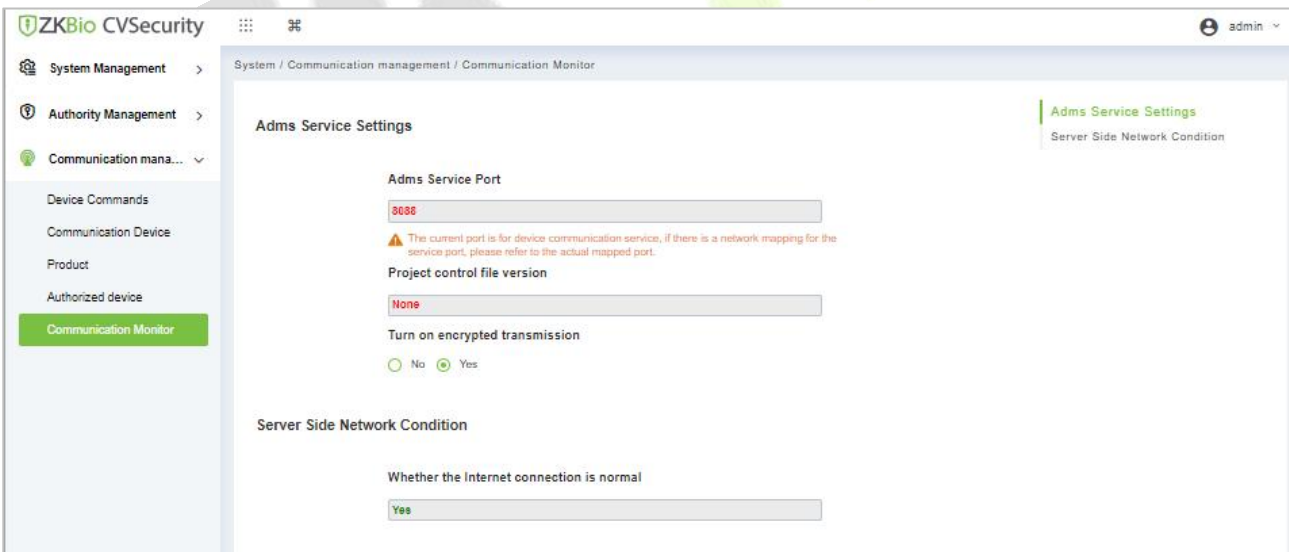 ZKBio CVSecurity
admin
System Management
System / Communication management / Communication Monitor
Authority Management
Adms Service Settings
Adms Service Settings
Server Side Network Condition
Communication mana...
Adms Service Port
Device Commands
8088
Communication Device
The current port is for device communication service, if there is a network mapping for the
service port, please refer to the actual mapped port.
Product
Project control file version
Authorized device
None
Communication Monitor
Turn on encrypted transmission
No Yes
Server Side Network Condition
Whether the Internet connection is normal
Yes